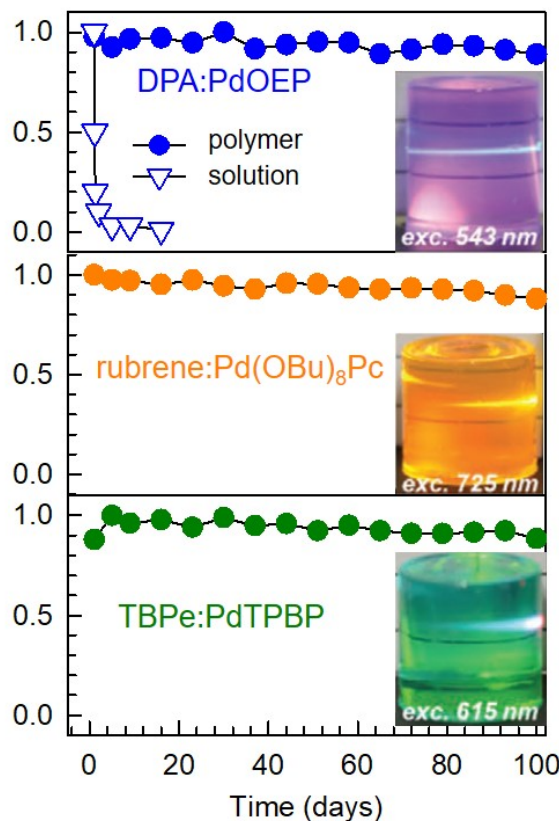 1.0
DPA:PdOEP
polymer
0.5
solution
0.0
exc. 543 nm
1.0
rubrene:Pd(OBu)₈Pc
0.5
exc. 725 nm
0.0
1.0
TBPe:PdTPBP
0.5
exc. 615 nm
0.0
0 20 40 60 80 100
Time (days)